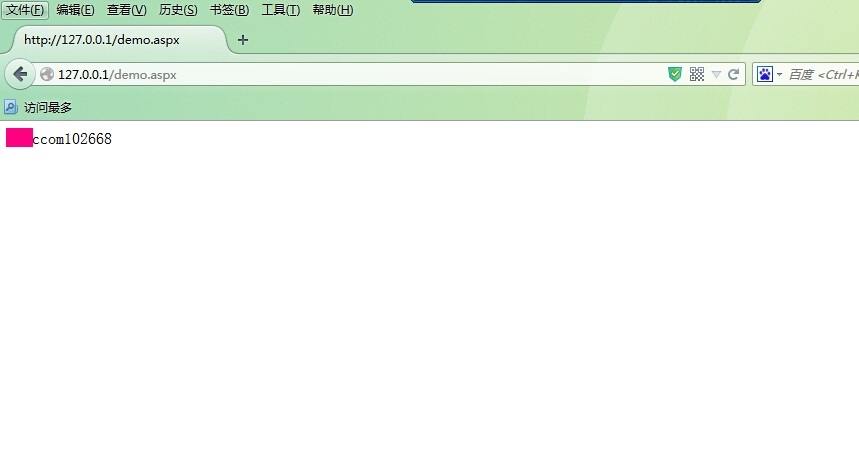 文件(F) 编辑(E) 查看(V) 历史(S) 书签(B) 工具(T) 帮助(H)
http://127.0.0.1/demo.aspx
127.0.0.1/demo.aspx 百度 <Ctrl+K
访问最多
ccom102668